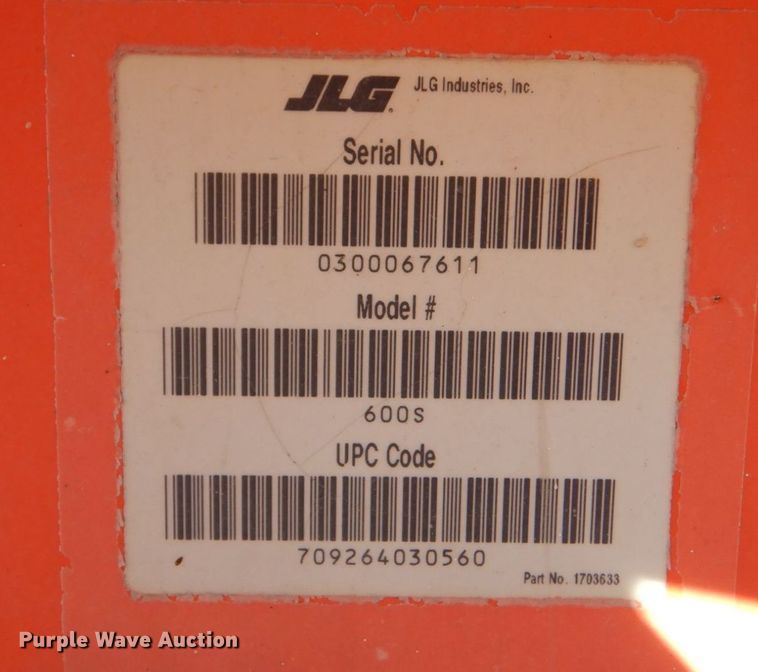 JLG JLG Industries, Inc.
Serial No.
0300067611
Model #
600S
UPC Code
709264030560
Part No. 1703633
Purple Wave Auction